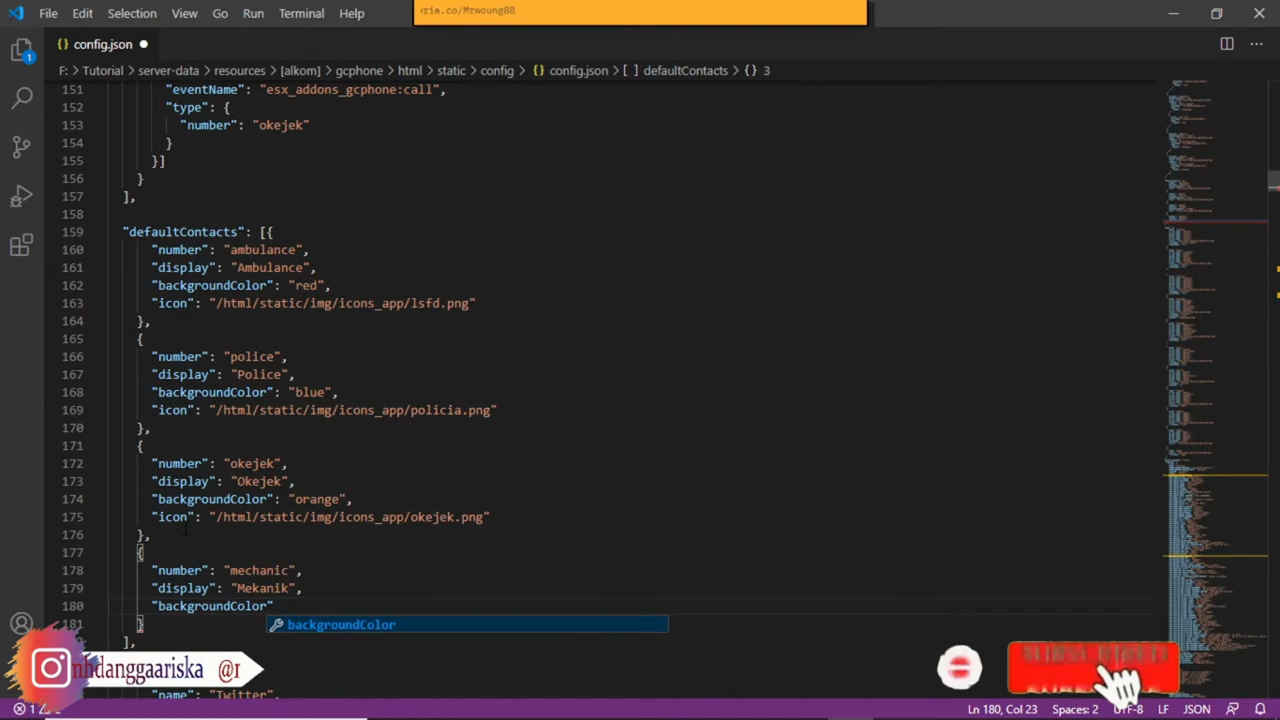 File Edit Selection View Go Run Terminal Help
ria.co/Mrwoung88
{} config.json
F: > Tutorial > server-data > resources > [alkom] > gcphone > html > static > config > {} config.json > [ ] defaultContacts > {} 3
151 "eventName": "esx_addons_gcphone:call",
152 "type": {
153 "number": "okejek"
154 }
155 }]
156 }
157 ],
158
159 "defaultContacts": [{
160 "number": "ambulance",
161 "display": "Ambulance",
162 "backgroundColor": "red",
163 "icon": "/html/static/img/icons_app/lsfd.png"
164 },
165 {
166 "number": "police",
167 "display": "Police",
168 "backgroundColor": "blue",
169 "icon": "/html/static/img/icons_app/policia.png"
170 },
171 {
172 "number": "okejek",
173 "display": "Okejek",
174 "backgroundColor": "orange",
175 "icon": "/html/static/img/icons_app/okejek.png"
176 },
177 {
178 "number": "mechanic",
179 "display": "Mekanik",
180 "backgroundColor"
181 }
backgroundColor
],
nhdanggaariska @r
"name": "Twitter",
1
Ln 180, Col 23 Spaces: 2 UTF-8 LF JSON